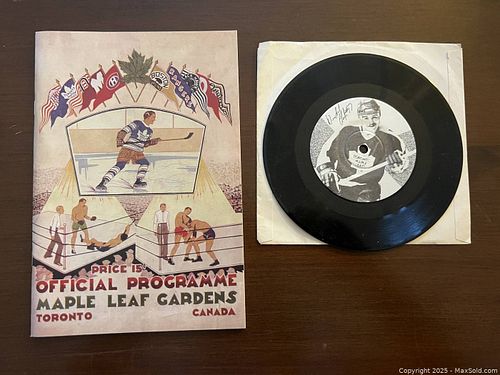 PRICE 15¢
OFFICIAL PROGRAMME
MAPLE LEAF GARDENS
TORONTO CANADA
Copyright © 2025 - MaxSold.com